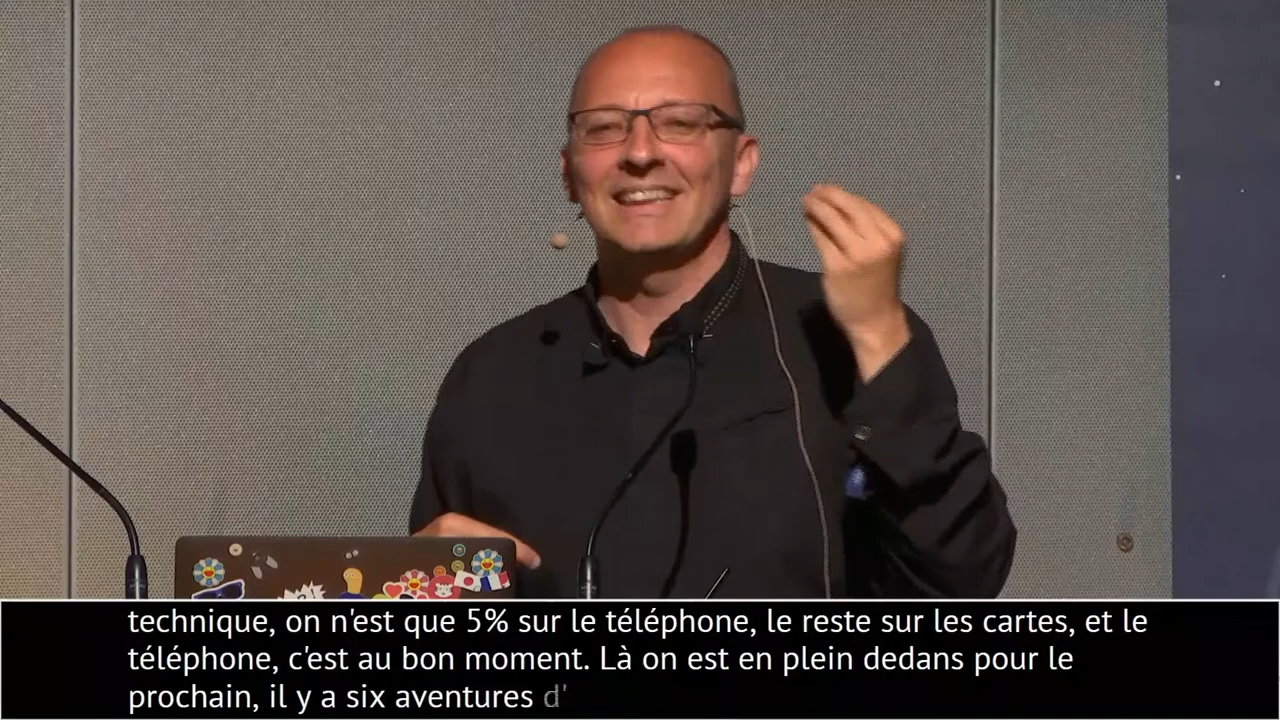 technique, on n'est que 5% sur le téléphone, le reste sur les cartes, et le
téléphone, c'est au bon moment. Là on est en plein dedans pour le
prochain, il y a six aventures d'